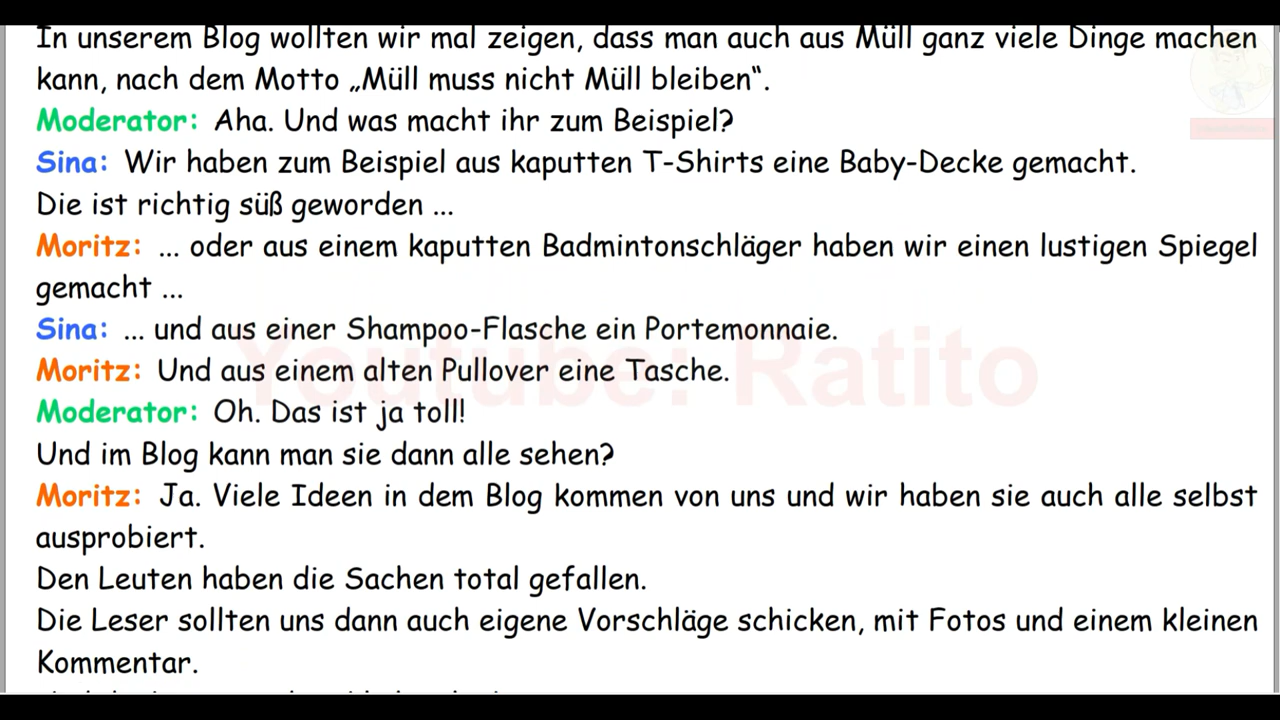 In unserem Blog wollten wir mal zeigen, dass man auch aus Müll ganz viele Dinge machen
kann, nach dem Motto „Müll muss nicht Müll bleiben“.
Moderator: Aha. Und was macht ihr zum Beispiel?
Sina: Wir haben zum Beispiel aus kaputten T-Shirts eine Baby-Decke gemacht.
Die ist richtig süß geworden ...
Moritz: ... oder aus einem kaputten Badmintonschläger haben wir einen lustigen Spiegel
gemacht ...
Sina: ... und aus einer Shampoo-Flasche ein Portemonnaie.
Youtube: Ratito
Moritz: Und aus einem alten Pullover eine Tasche.
Moderator: Oh. Das ist ja toll!
Und im Blog kann man sie dann alle sehen?
Moritz: Ja. Viele Ideen in dem Blog kommen von uns und wir haben sie auch alle selbst
ausprobiert.
Den Leuten haben die Sachen total gefallen.
Die Leser sollten uns dann auch eigene Vorschläge schicken, mit Fotos und einem kleinen
Kommentar.